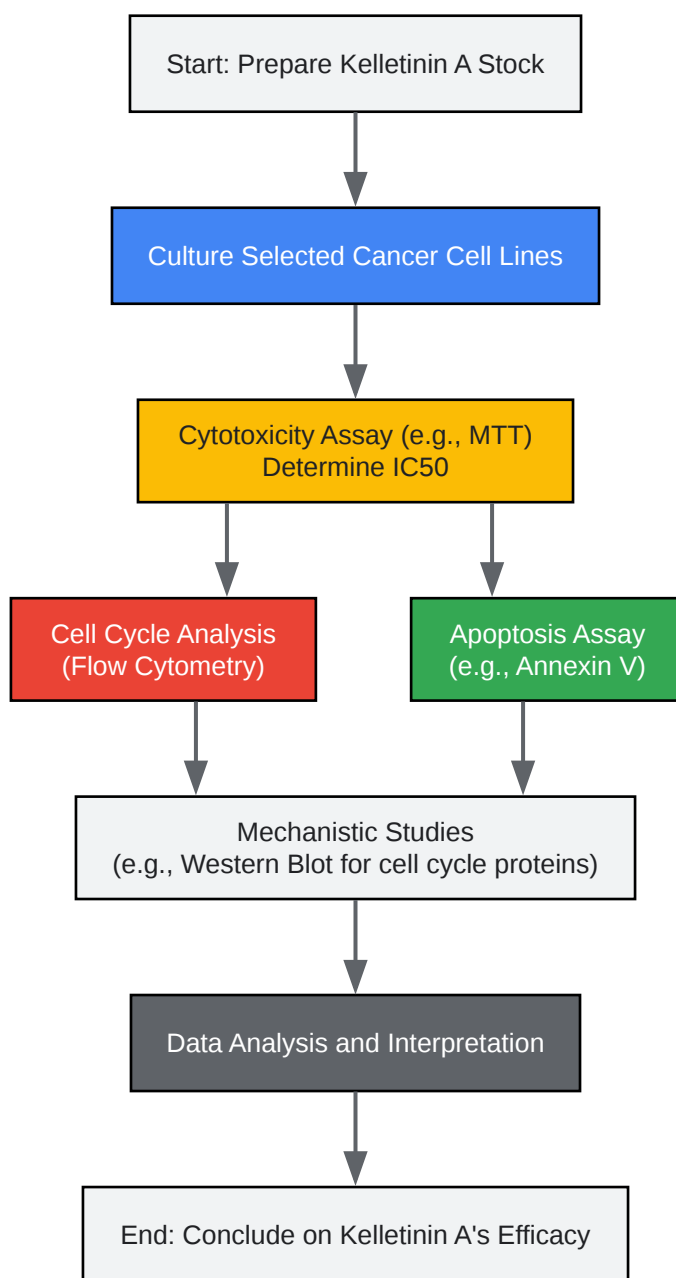 Start: Prepare Kelletinin A Stock
Culture Selected Cancer Cell Lines
Cytotoxicity Assay (e.g., MTT)
Determine IC50
Cell Cycle Analysis
(Flow Cytometry)
Apoptosis Assay
(e.g., Annexin V)
Mechanistic Studies
(e.g., Western Blot for cell cycle proteins)
Data Analysis and Interpretation
End: Conclude on Kelletinin A's Efficacy